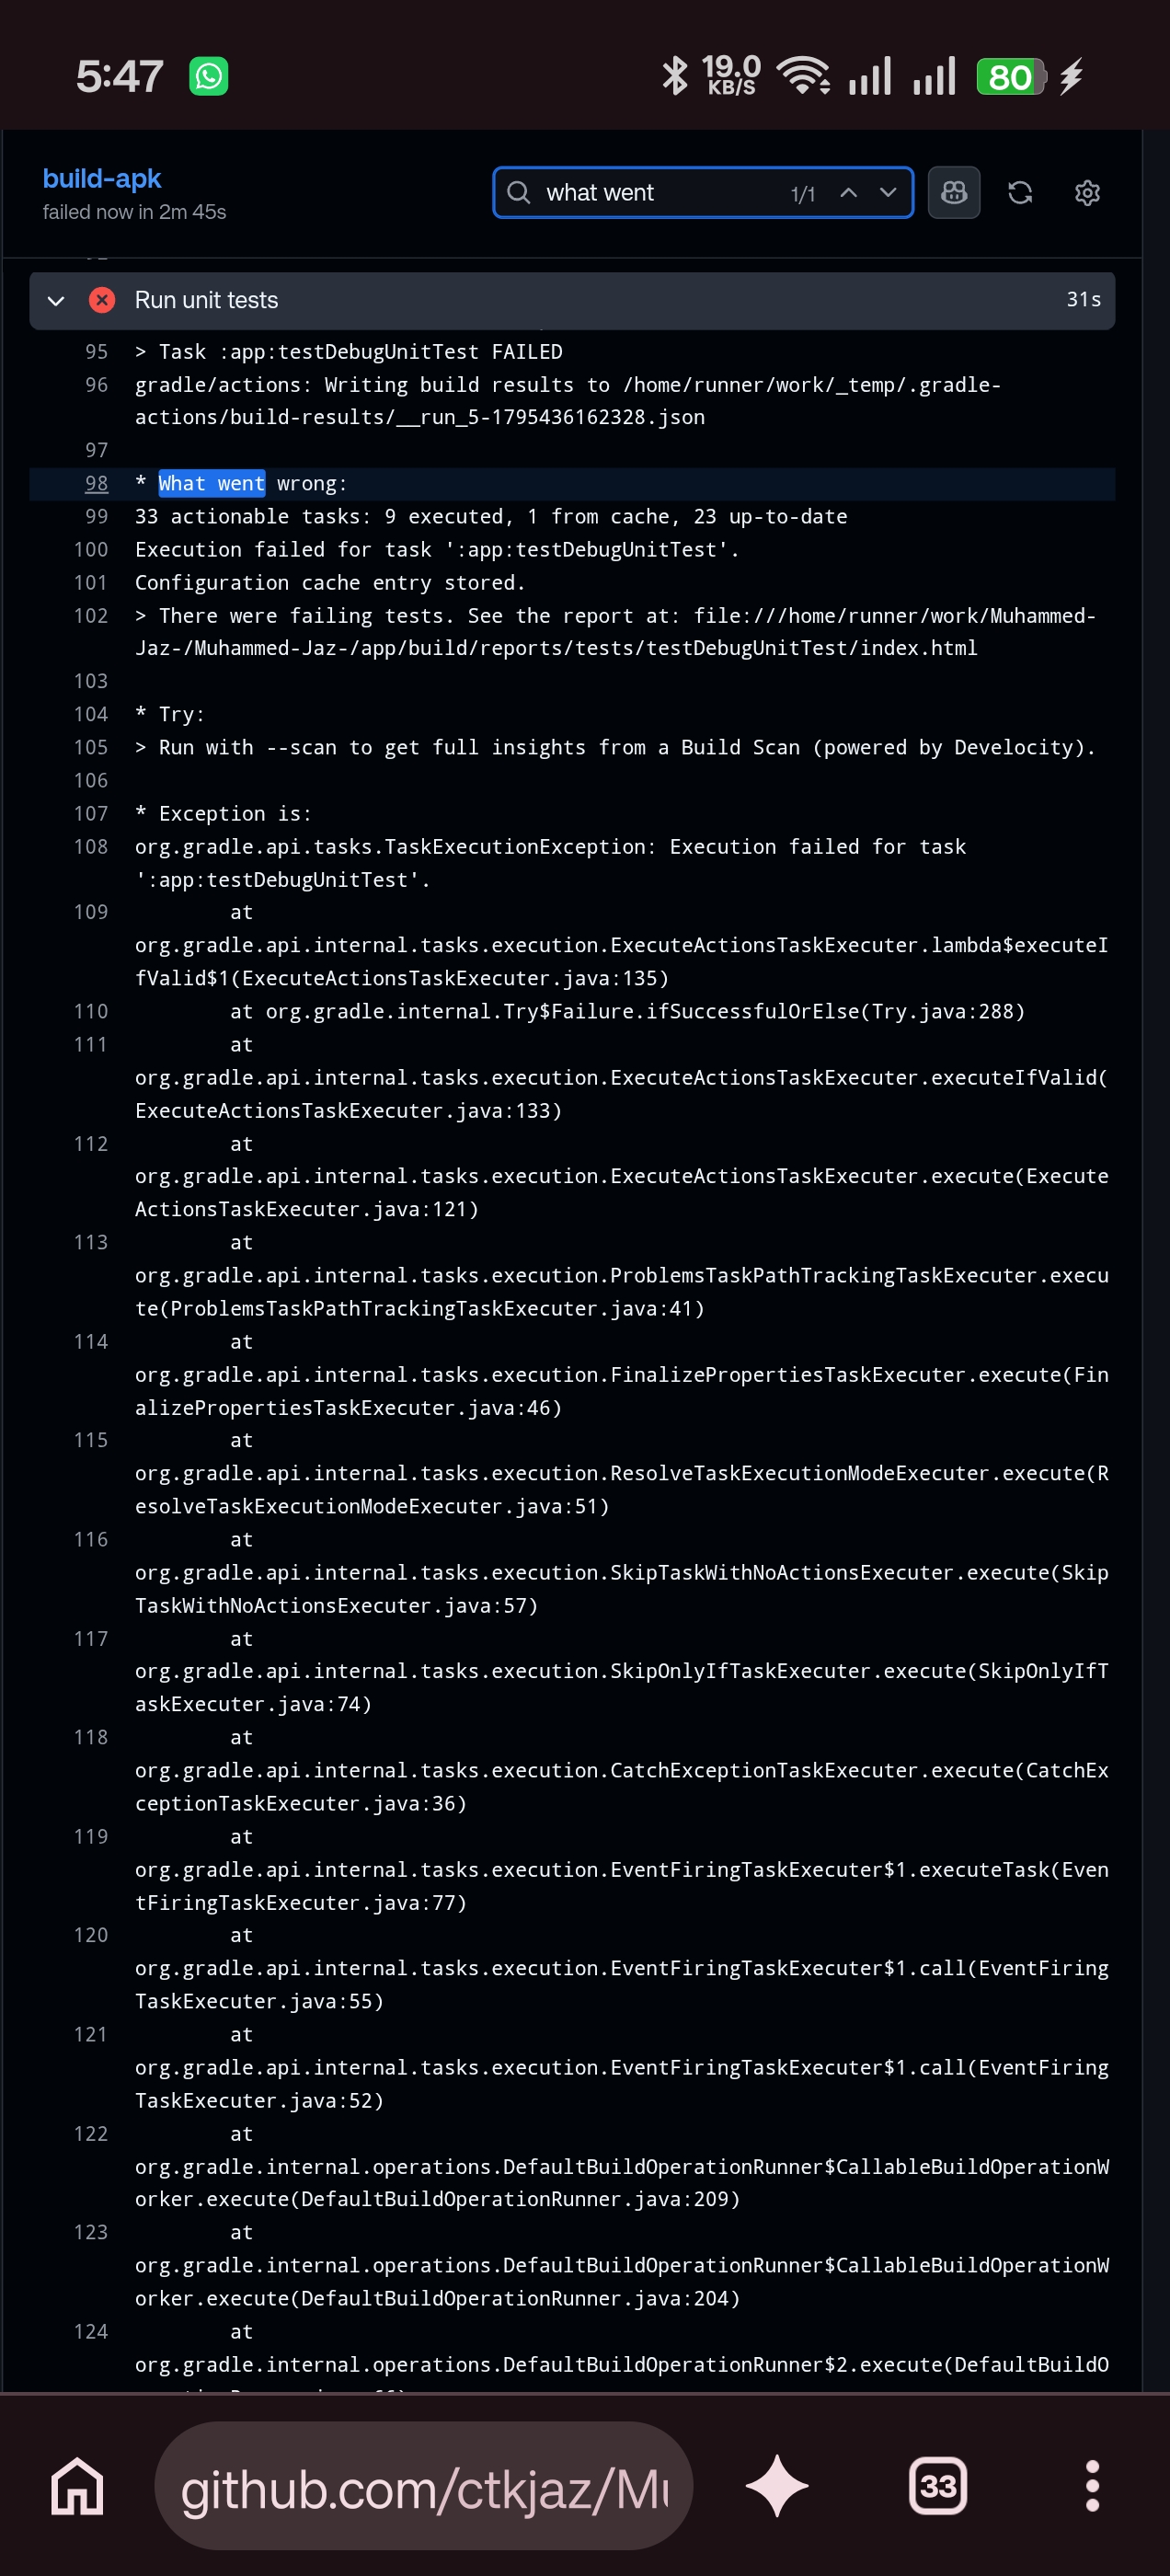 5:47
19.0
KB/S
80
build-apk
failed now in 2m 45s
what went
1/1
Run unit tests
31s
95 > Task :app:testDebugUnitTest FAILED
96 gradle/actions: Writing build results to /home/runner/work/_temp/.gradle-
actions/build-results/__run_5-1795436162328.json
97
98 * What went wrong:
99 33 actionable tasks: 9 executed, 1 from cache, 23 up-to-date
100 Execution failed for task ':app:testDebugUnitTest'.
101 Configuration cache entry stored.
102 > There were failing tests. See the report at: file:///home/runner/work/Muhammed-
Jaz-/Muhammed-Jaz-/app/build/reports/tests/testDebugUnitTest/index.html
103
104 * Try:
105 > Run with --scan to get full insights from a Build Scan (powered by Develocity).
106
107 * Exception is:
108 org.gradle.api.tasks.TaskExecutionException: Execution failed for task
':app:testDebugUnitTest'.
109 at
org.gradle.api.internal.tasks.execution.ExecuteActionsTaskExecuter.lambda$executeI
fValid$1(ExecuteActionsTaskExecuter.java:135)
110 at org.gradle.internal.Try$Failure.ifSuccessfulOrElse(Try.java:288)
111 at
org.gradle.api.internal.tasks.execution.ExecuteActionsTaskExecuter.executeIfValid(
ExecuteActionsTaskExecuter.java:133)
112 at
org.gradle.api.internal.tasks.execution.ExecuteActionsTaskExecuter.execute(Execute
ActionsTaskExecuter.java:121)
113 at
org.gradle.api.internal.tasks.execution.ProblemsTaskPathTrackingTaskExecuter.execu
te(ProblemsTaskPathTrackingTaskExecuter.java:41)
114 at
org.gradle.api.internal.tasks.execution.FinalizePropertiesTaskExecuter.execute(Fin
alizePropertiesTaskExecuter.java:46)
115 at
org.gradle.api.internal.tasks.execution.ResolveTaskExecutionModeExecuter.execute(R
esolveTaskExecutionModeExecuter.java:51)
116 at
org.gradle.api.internal.tasks.execution.SkipTaskWithNoActionsExecuter.execute(Skip
TaskWithNoActionsExecuter.java:57)
117 at
org.gradle.api.internal.tasks.execution.SkipOnlyIfTaskExecuter.execute(SkipOnlyIfT
askExecuter.java:74)
118 at
org.gradle.api.internal.tasks.execution.CatchExceptionTaskExecuter.execute(CatchEx
ceptionTaskExecuter.java:36)
119 at
org.gradle.api.internal.tasks.execution.EventFiringTaskExecuter$1.executeTask(Even
tFiringTaskExecuter.java:77)
120 at
org.gradle.api.internal.tasks.execution.EventFiringTaskExecuter$1.call(EventFiring
TaskExecuter.java:55)
121 at
org.gradle.api.internal.tasks.execution.EventFiringTaskExecuter$1.call(EventFiring
TaskExecuter.java:52)
122 at
org.gradle.internal.operations.DefaultBuildOperationRunner$CallableBuildOperationW
orker.execute(DefaultBuildOperationRunner.java:209)
123 at
org.gradle.internal.operations.DefaultBuildOperationRunner$CallableBuildOperationW
orker.execute(DefaultBuildOperationRunner.java:204)
124 at
org.gradle.internal.operations.DefaultBuildOperationRunner$2.execute(DefaultBuildO
github.com/ctkjaz/Mu
33